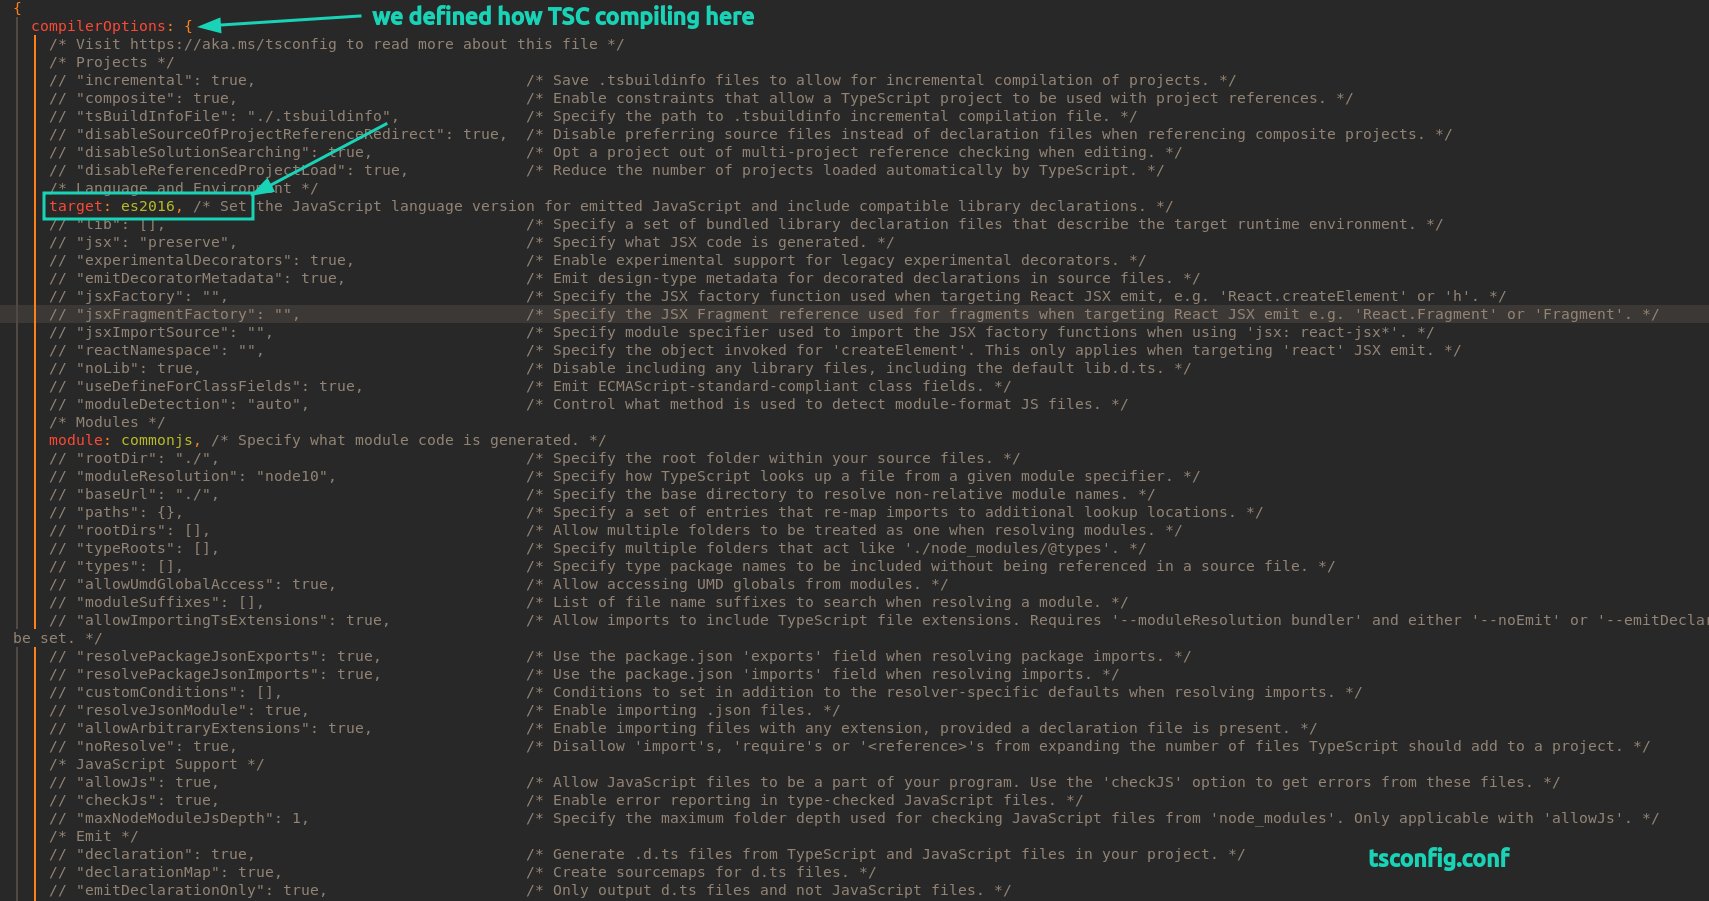 {
we defined how TSC compiling here
compilerOptions: {
/* Visit https://aka.ms/tsconfig to read more about this file */
/* Projects */
// "incremental": true, /* Save .tsbuildinfo files to allow for incremental compilation of projects. */
// "composite": true, /* Enable constraints that allow a TypeScript project to be used with project references. */
// "tsBuildInfoFile": "./.tsbuildinfo", /* Specify the path to .tsbuildinfo incremental compilation file. */
// "disableSourceOfProjectReferenceRedirect": true, /* Disable preferring source files instead of declaration files when referencing composite projects. */
// "disableSolutionSearching": true, /* Opt a project out of multi-project reference checking when editing. */
// "disableReferencedProjectLoad": true, /* Reduce the number of projects loaded automatically by TypeScript. */
/* Language and Environment */
target: es2016, /* Set the JavaScript language version for emitted JavaScript and include compatible library declarations. */
// "lib": [], /* Specify a set of bundled library declaration files that describe the target runtime environment. */
// "jsx": "preserve", /* Specify what JSX code is generated. */
// "experimentalDecorators": true, /* Enable experimental support for legacy experimental decorators. */
// "emitDecoratorMetadata": true, /* Emit design-type metadata for decorated declarations in source files. */
// "jsxFactory": "", /* Specify the JSX factory function used when targeting React JSX emit, e.g. 'React.createElement' or 'h'. */
// "jsxFragmentFactory": "", /* Specify the JSX Fragment reference used for fragments when targeting React JSX emit e.g. 'React.Fragment' or 'Fragment'. */
// "jsxImportSource": "", /* Specify module specifier used to import the JSX factory functions when using 'jsx: react-jsx*'. */
// "reactNamespace": "", /* Specify the object invoked for 'createElement'. This only applies when targeting 'react' JSX emit. */
// "noLib": true, /* Disable including any library files, including the default lib.d.ts. */
// "useDefineForClassFields": true, /* Emit ECMAScript-standard-compliant class fields. */
// "moduleDetection": "auto", /* Control what method is used to detect module-format JS files. */
/* Modules */
module: commonjs, /* Specify what module code is generated. */
// "rootDir": "./", /* Specify the root folder within your source files. */
// "moduleResolution": "node10", /* Specify how TypeScript looks up a file from a given module specifier. */
// "baseUrl": "./", /* Specify the base directory to resolve non-relative module names. */
// "paths": {}, /* Specify a set of entries that re-map imports to additional lookup locations. */
// "rootDirs": [], /* Allow multiple folders to be treated as one when resolving modules. */
// "typeRoots": [], /* Specify multiple folders that act like './node_modules/@types'. */
// "types": [], /* Specify type package names to be included without being referenced in a source file. */
// "allowUmdGlobalAccess": true, /* Allow accessing UMD globals from modules. */
// "moduleSuffixes": [], /* List of file name suffixes to search when resolving a module. */
// "allowImportingTsExtensions": true, /* Allow imports to include TypeScript file extensions. Requires '--moduleResolution bundler' and either '--noEmit' or '--emitDeclar
be set. */
// "resolvePackageJsonExports": true, /* Use the package.json 'exports' field when resolving package imports. */
// "resolvePackageJsonImports": true, /* Use the package.json 'imports' field when resolving imports. */
// "customConditions": [], /* Conditions to set in addition to the resolver-specific defaults when resolving imports. */
// "resolveJsonModule": true, /* Enable importing .json files. */
// "allowArbitraryExtensions": true, /* Enable importing files with any extension, provided a declaration file is present. */
// "noResolve": true, /* Disallow 'import's, 'require's or '<reference>'s from expanding the number of files TypeScript should add to a project. */
/* JavaScript Support */
// "allowJs": true, /* Allow JavaScript files to be a part of your program. Use the 'checkJS' option to get errors from these files. */
// "checkJs": true, /* Enable error reporting in type-checked JavaScript files. */
// "maxNodeModuleJsDepth": 1, /* Specify the maximum folder depth used for checking JavaScript files from 'node_modules'. Only applicable with 'allowJs'. */
/* Emit */
// "declaration": true, /* Generate .d.ts files from TypeScript and JavaScript files in your project. */
tsconfig.conf
// "declarationMap": true, /* Create sourcemaps for d.ts files. */
// "emitDeclarationOnly": true, /* Only output d.ts files and not JavaScript files. */